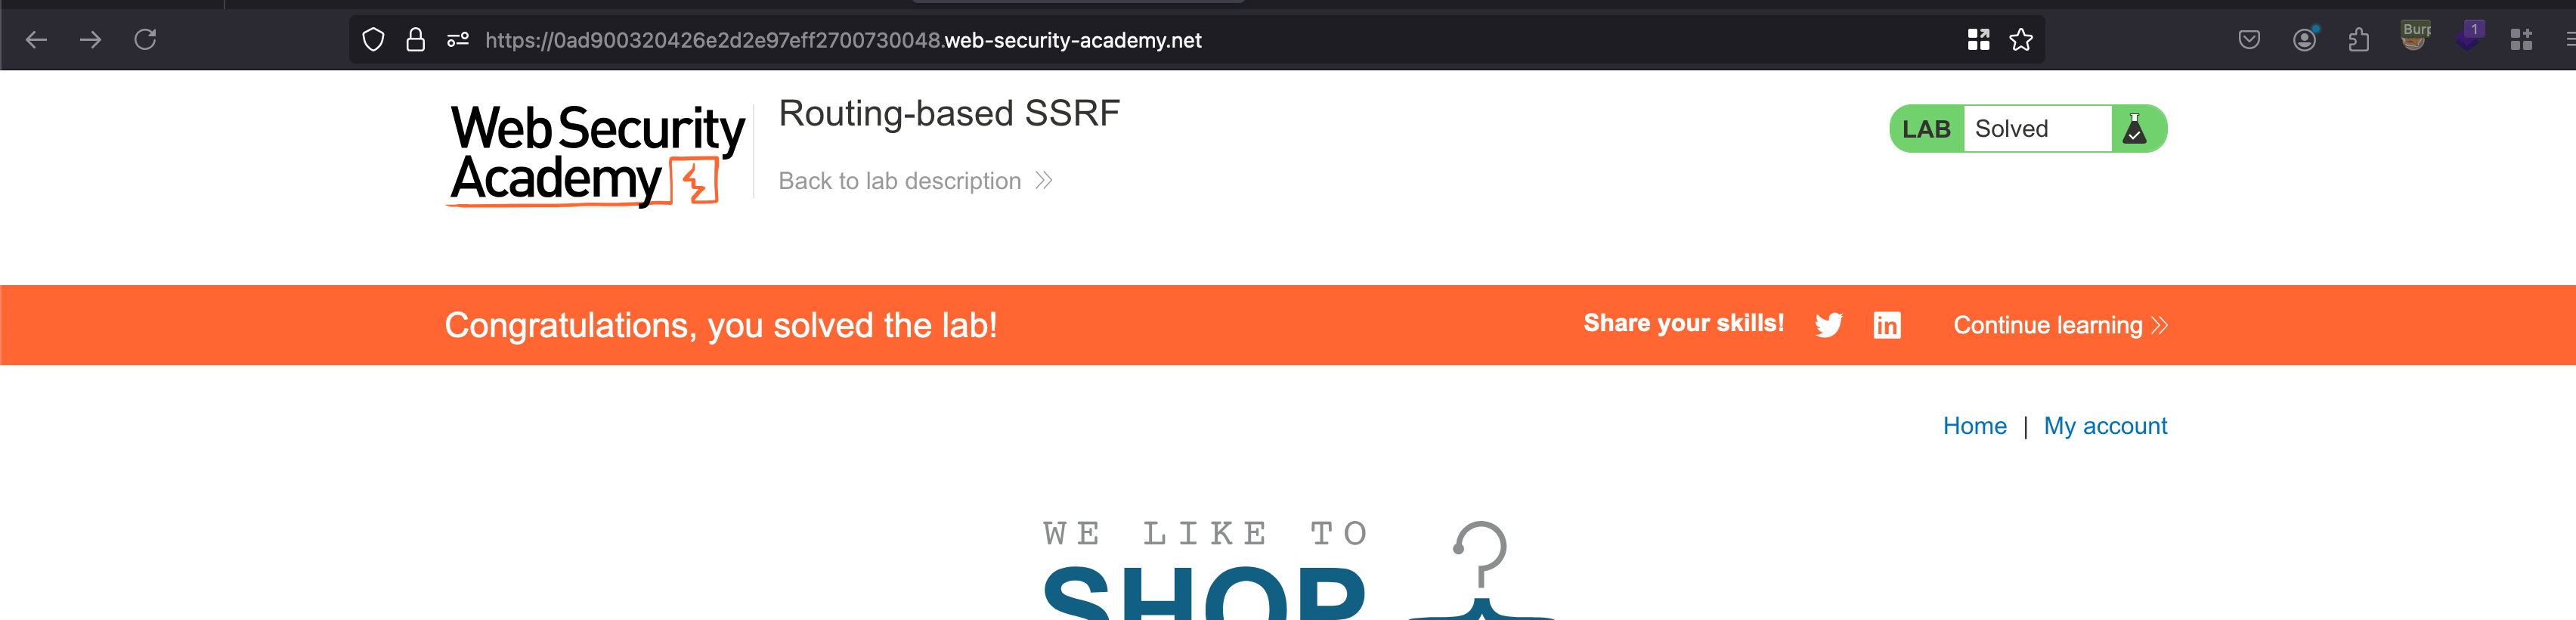 https://0ad900320426e2d2e97eff2700730048.web-security-academy.net
Burp
1
Web Security
Academy
Routing-based SSRF
Back to lab description
LAB Solved
Congratulations, you solved the lab!
Share your skills!
in
Continue learning
Home | My account
WE LIKE TO
SHOP